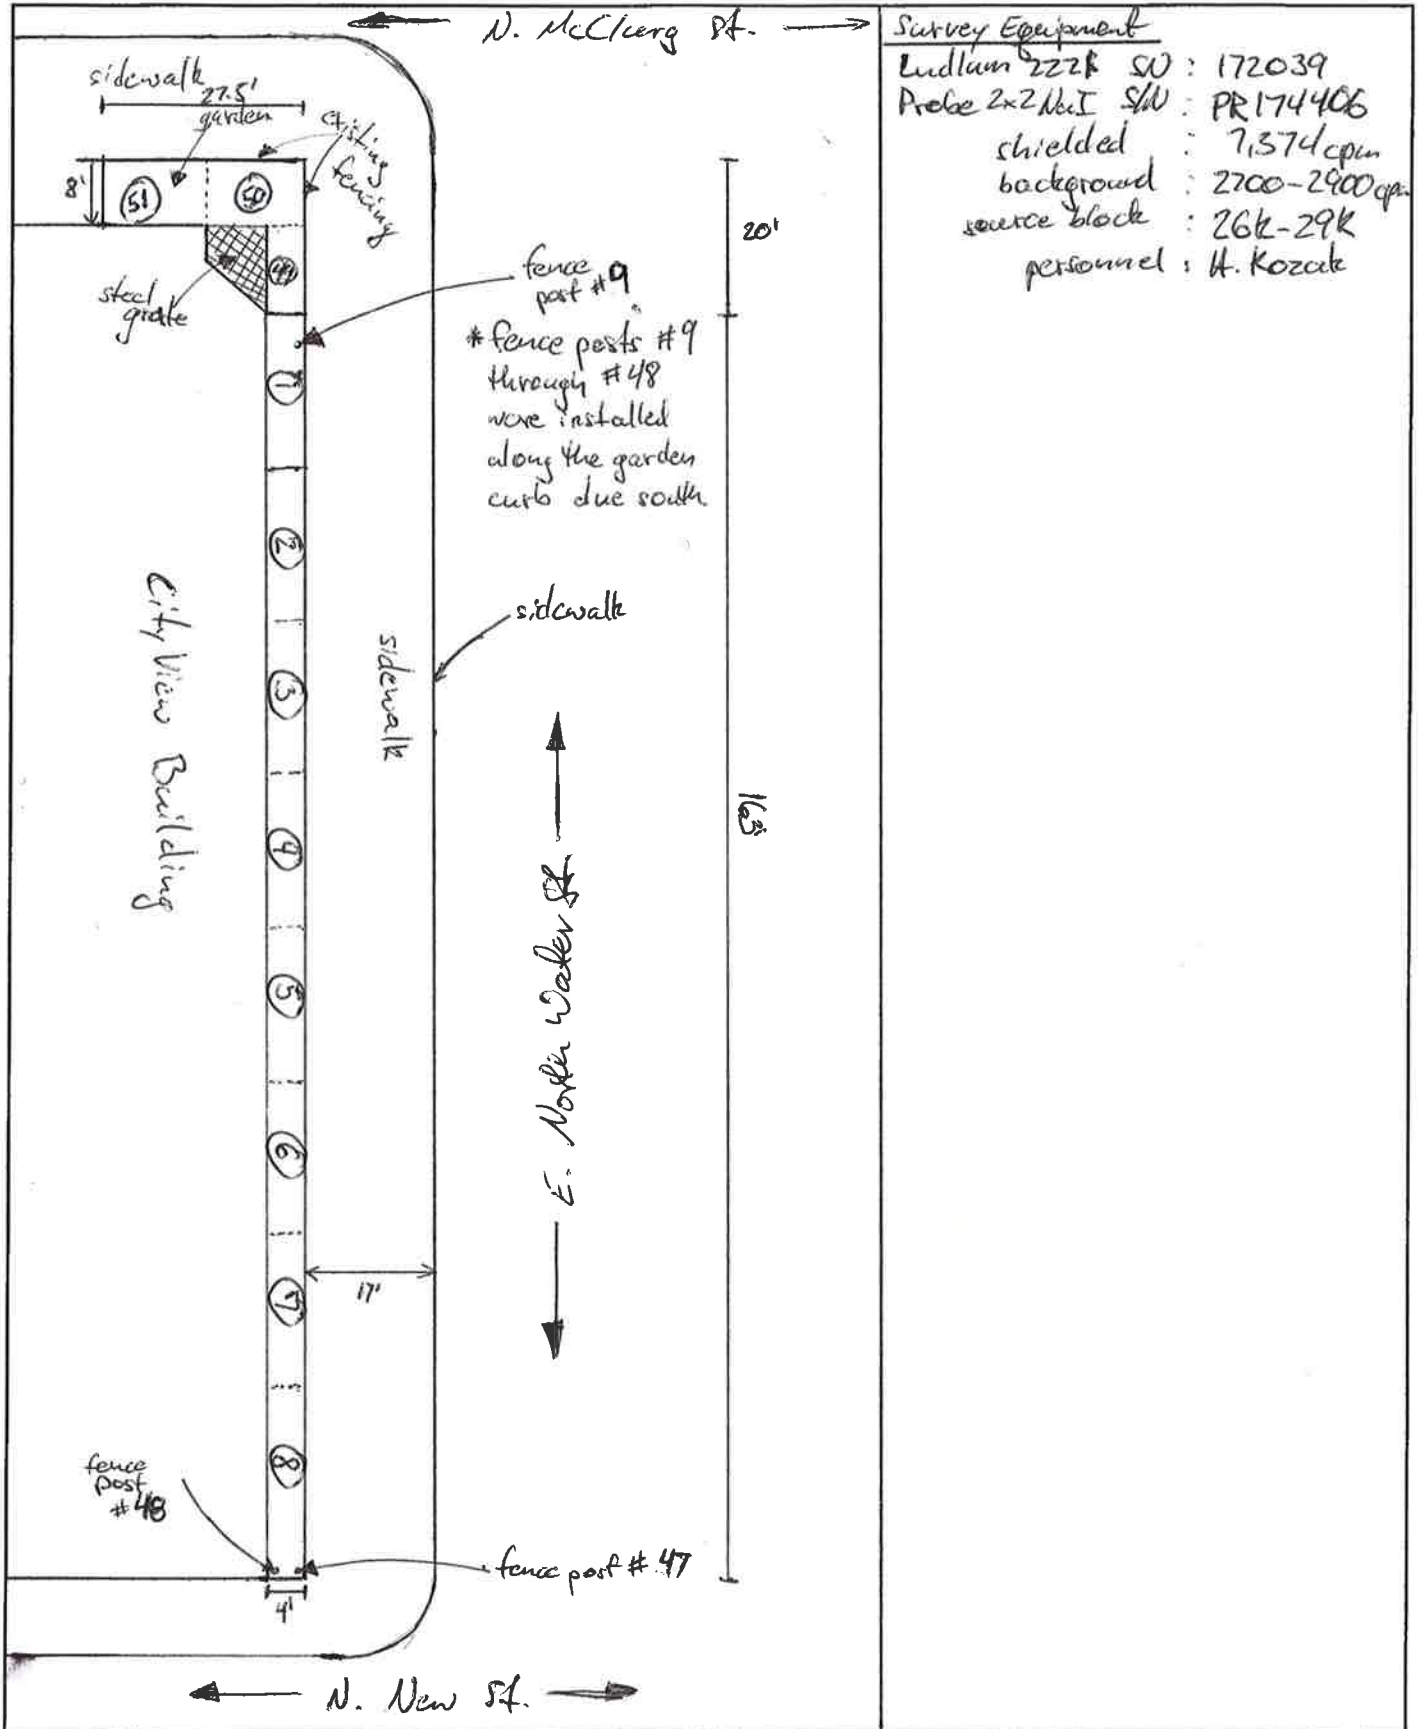 N. McClurg St.
Survey Equipment
Ludlum 2221 SN : 172039
Probe 2x2 NaI S/N : PR174406
shielded : 7,374 cpm
background : 2200-2900 cpm
source block : 26k-29k
personnel : H. Kozak
sidewalk
27.5'
garden
existing
fencing
8'
51
50
49
20'
steel
grate
fence
post #9
*fence posts #9
through #48
were installed
along the garden
curb due south
1
2
3
4
5
6
7
8
City View Building
sidewalk
sidewalk
163'
E. North Water St.
17'
fence
post
#48
fence post #47
4'
N. New St.